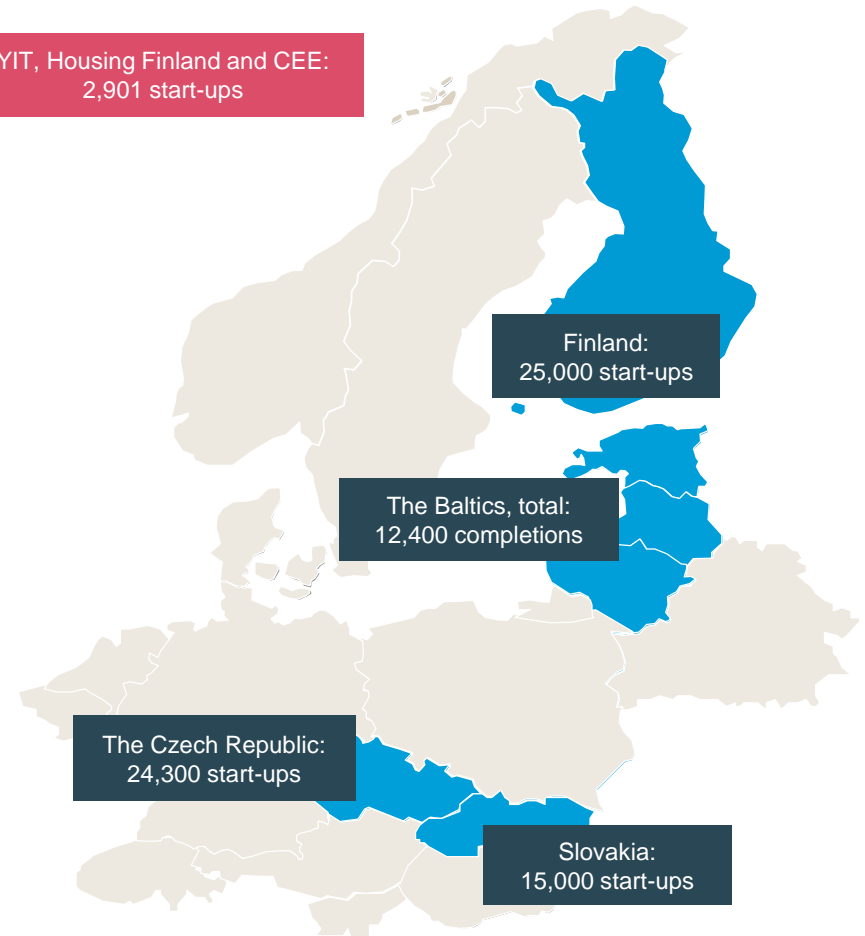 YIT, Housing Finland and CEE:
2,901 start-ups
Finland:
25,000 start-ups
The Baltics, total:
12,400 completions
The Czech Republic:
24,300 start-ups
Slovakia:
15,000 start-ups